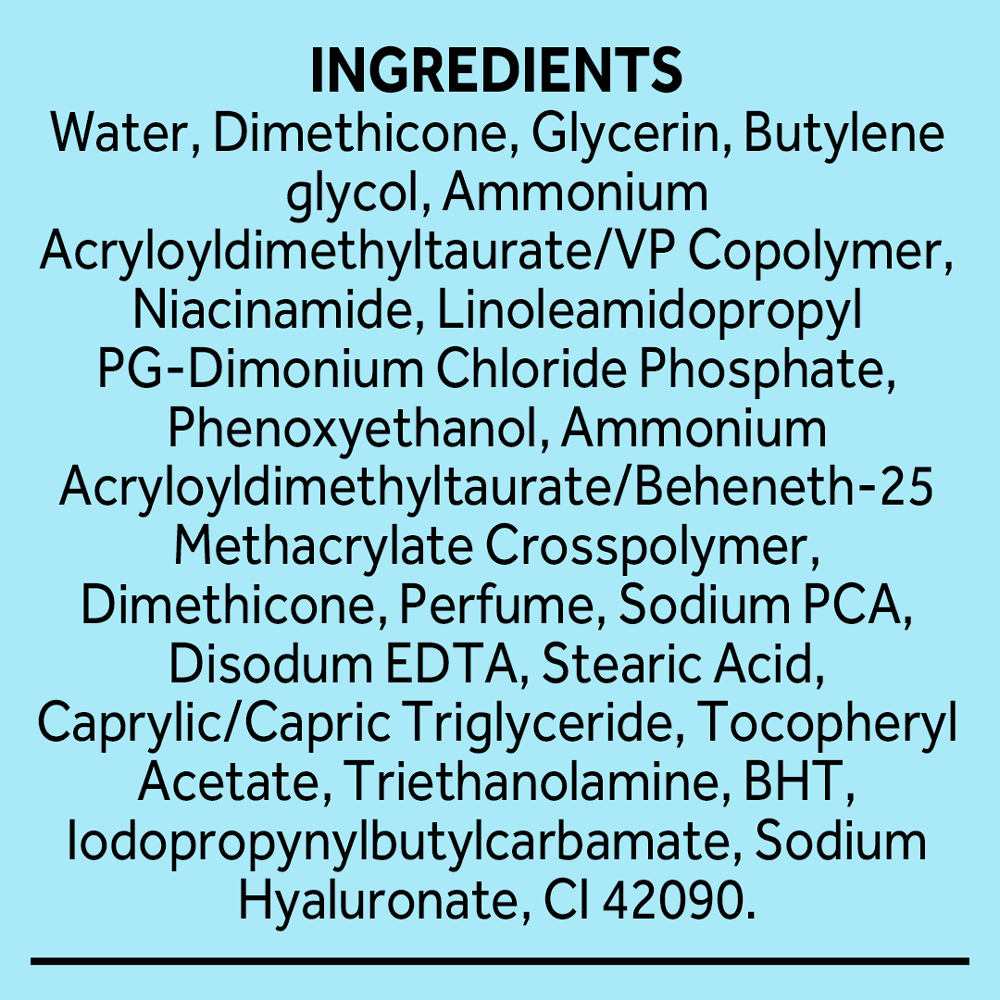 INGREDIENTS
Water, Dimethicone, Glycerin, Butylene
glycol, Ammonium
Acryloyldimethyltaurate/VP Copolymer,
Niacinamide, Linoleamidopropyl
PG-Dimonium Chloride Phosphate,
Phenoxyethanol, Ammonium
Acryloyldimethyltaurate/Beheneth-25
Methacrylate Crosspolymer,
Dimethicone, Perfume, Sodium PCA,
Disodum EDTA, Stearic Acid,
Caprylic/Capric Triglyceride, Tocopheryl
Acetate, Triethanolamine, BHT,
Iodopropynylbutylcarbamate, Sodium
Hyaluronate, CI 42090.